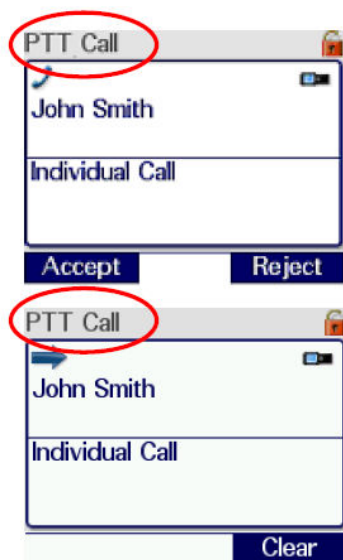 PTT Call
John Smith
Individual Call
Accept Reject
PTT Call
John Smith
Individual Call
Clear